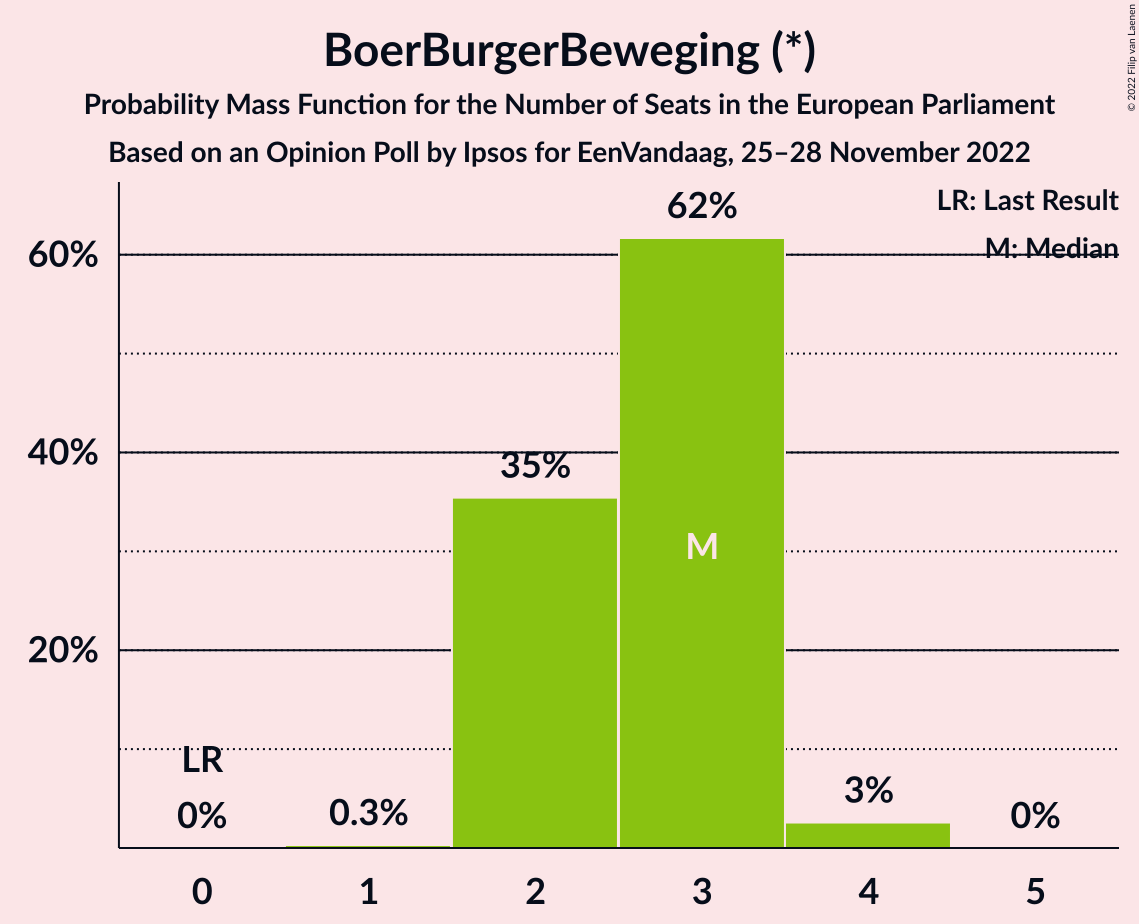 BoerBurgerBeweging (*)
Probability Mass Function for the Number of Seats in the European Parliament
Based on an Opinion Poll by Ipsos for EenVandaag, 25–28 November 2022
© 2022 Filip van Laenen
LR: Last Result
M: Median
60%
40%
20%
LR
0%
0.3%
35%
62%
M
3%
0%
0 1 2 3 4 5